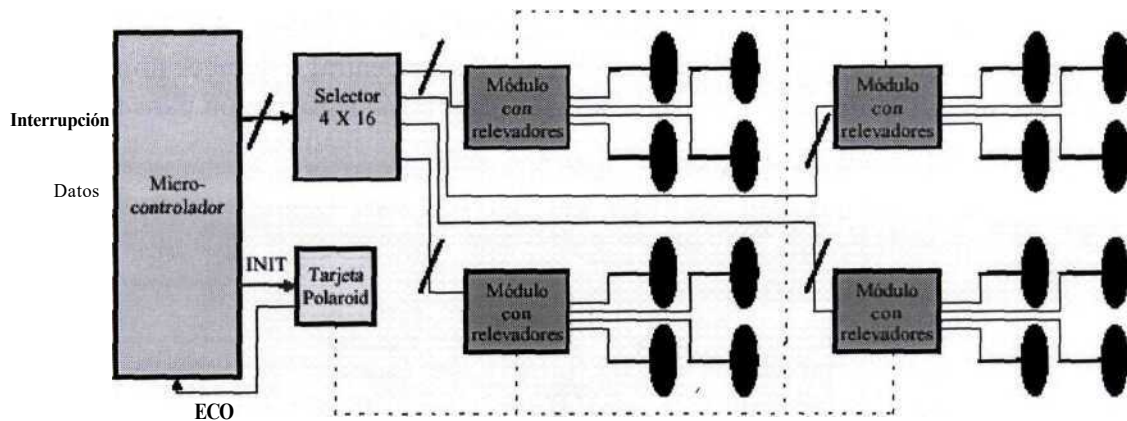 Interrupción
Datos
Micro-
controlador
Selector
4 X 16
INIT
Tarjeta
Polaroid
ECO
Módulo
con
relevadores
Módulo
con
relevadores
Módulo
con
relevadores
Módulo
con
relevadores